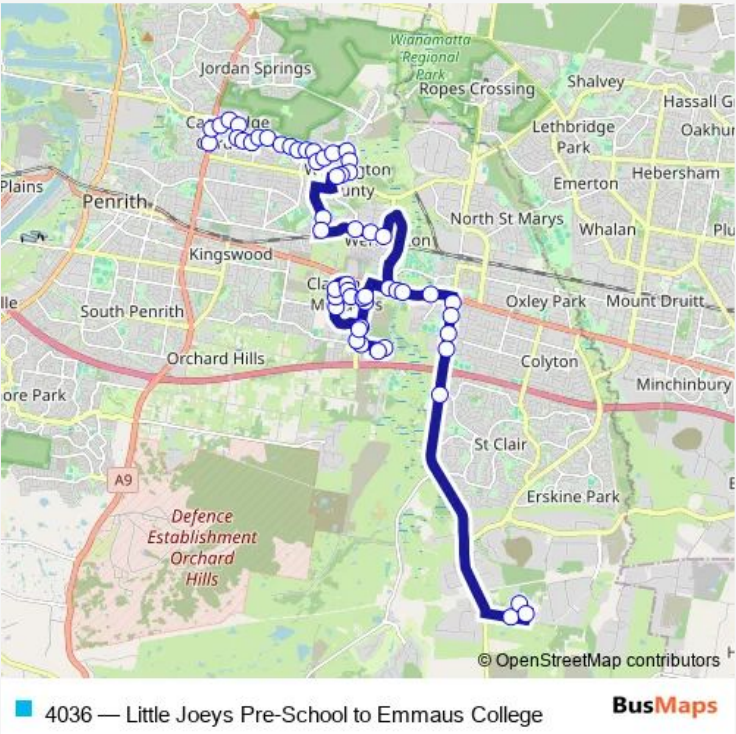 Wianamatta
Regional
Park
Jordan Springs
Ropes Crossing
Shalvey
Hassall G
Lethbridge
Park
Oakhu
Hebersham
Plains
Emerton
Penrith
North St Marys
Whalan
Plu
Kingswood
lle
South Penrith
Oxley Park
Mount Druitt
Orchard Hills
Colyton
Minchinbury
ore Park
St Clair
A9
Erskine Park
Defence
Establishment
Orchard
Hills
© OpenStreetMap contributors
4036 — Little Joeys Pre-School to Emmaus College
BusMaps